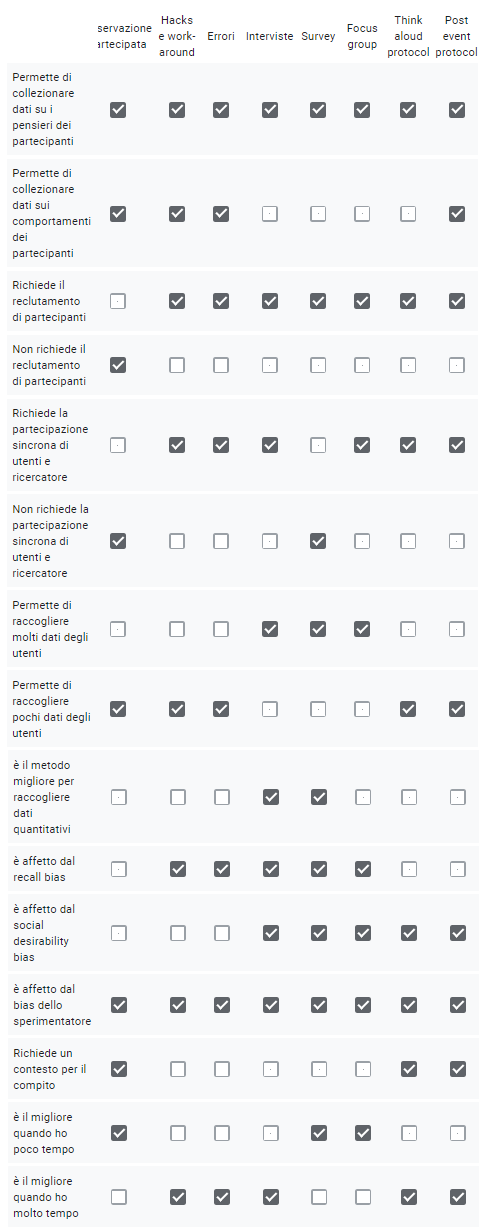 servazione
artecipata
Hacks
e work-
around
Errori
Interviste
Survey
Focus
group
Think
aloud
protocol
Post
event
protocol
Permette di
collezionare
dati su i
pensieri dei
partecipanti
Permette di
collezionare
dati sui
comportamenti
dei
partecipanti
Richiede il
reclutamento
di partecipanti
Non richiede il
reclutamento
di partecipanti
Richiede la
partecipazione
sincrona di
utenti e
ricercatore
Non richiede la
partecipazione
sincrona di
utenti e
ricercatore
Permette di
raccogliere
molti dati degli
utenti
Permette di
raccogliere
pochi dati degli
utenti
è il metodo
migliore per
raccogliere
dati
quantitativi
è affetto dal
recall bias
è affetto dal
social
desirability
bias
è affetto dal
bias dello
sperimentatore
Richiede un
contesto per il
compito
è il migliore
quando ho
poco tempo
è il migliore
quando ho
molto tempo